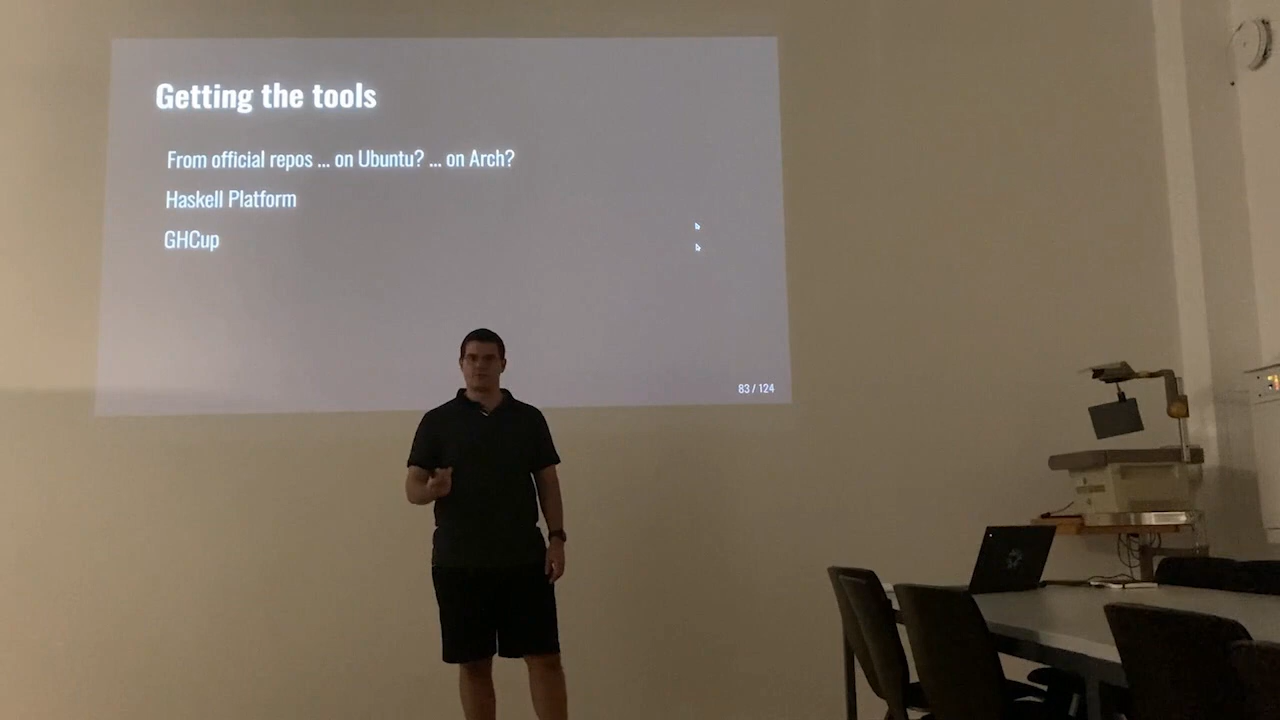 Getting the tools
From official repos ... on Ubuntu? ... on Arch?
Haskell Platform
GHCup
83 / 124